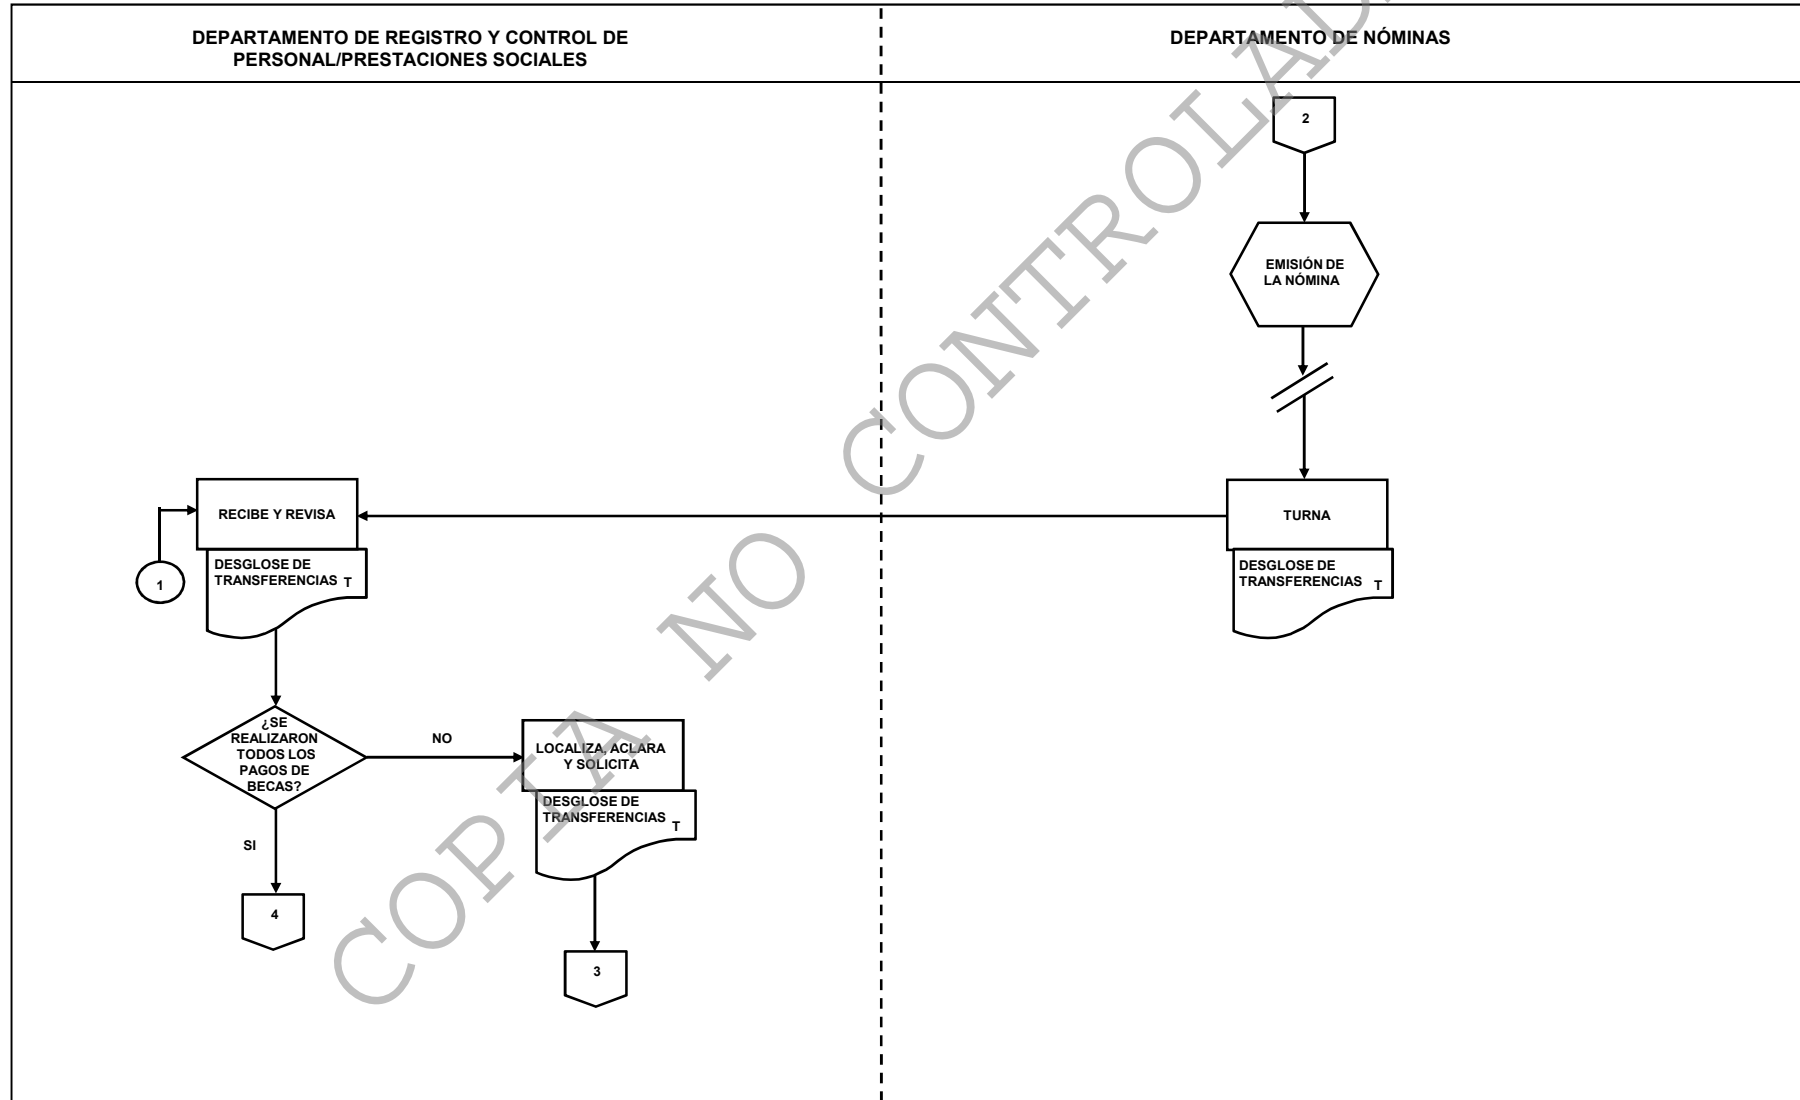 DEPARTAMENTO DE REGISTRO Y CONTROL DE
PERSONAL/PRESTACIONES SOCIALES
DEPARTAMENTO DE NÓMINAS
2
EMISIÓN DE
LA NÓMINA
TURNA
DESGLOSE DE
TRANSFERENCIAS T
RECIBE Y REVISA
DESGLOSE DE
TRANSFERENCIAS T
1
¿SE
REALIZARON
TODOS LOS
PAGOS DE
BECAS?
NO
SI
LOCALIZA, ACLARA
Y SOLICITA
DESGLOSE DE
TRANSFERENCIAS T
4
3
COPIA NO CONTROLAD